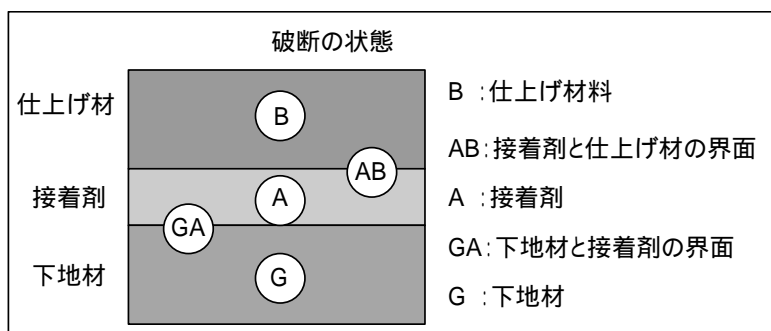 破断の状態
仕上げ材
接着剤
下地材
B
AB
A
GA
G
B :仕上げ材料
AB:接着剤と仕上げ材の界面
A :接着剤
GA:下地材と接着剤の界面
G :下地材